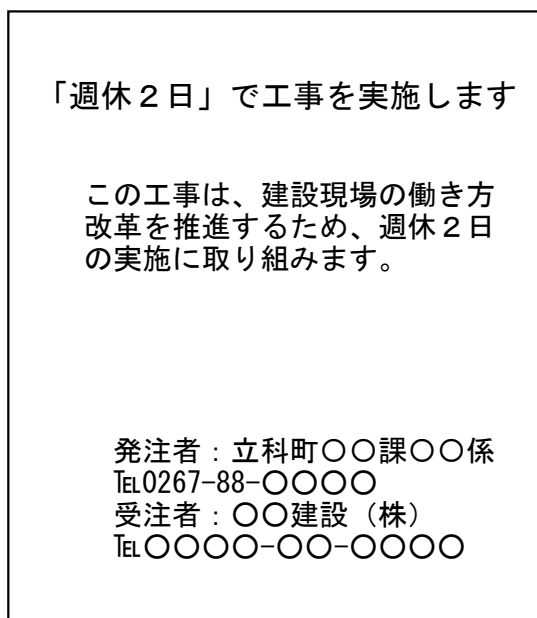 「週休２日」で工事を実施します
この工事は、建設現場の働き方
改革を推進するため、週休２日
の実施に取り組みます。
発注者：立科町○○課○○係
℡0267-88-○○○○
受注者：○○建設（株）
℡○○○○-○○-○○○○